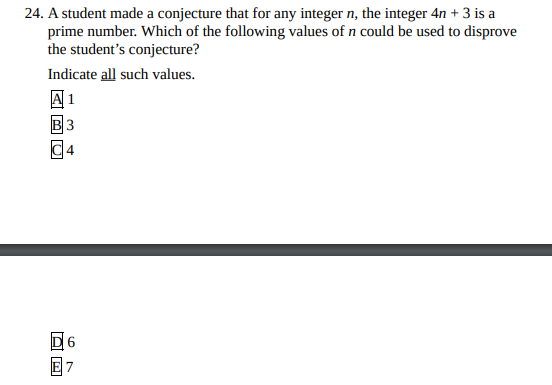 24. A student made a conjecture that for any integer n, the integer 4n + 3 is a
prime number. Which of the following values of n could be used to disprove
the student's conjecture?
Indicate all such values.
A 1
B 3
C 4
D 6
E 7